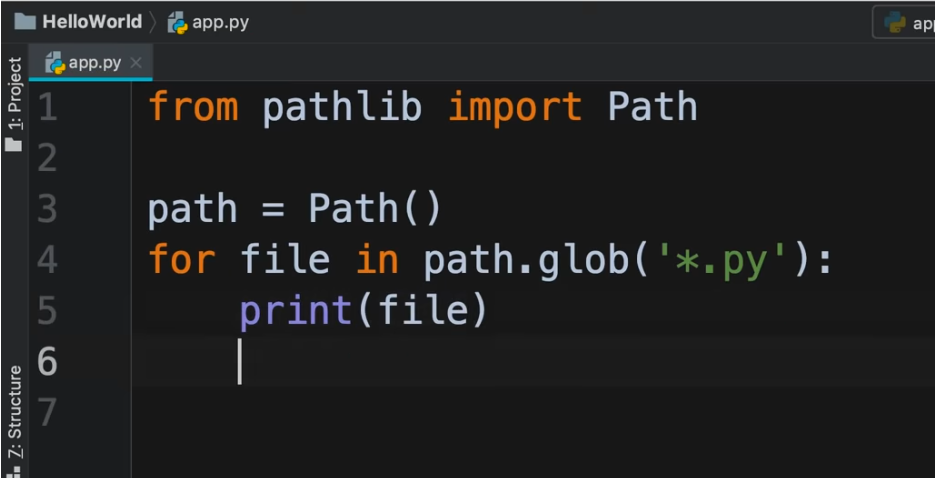 HelloWorld app.py
app
app.py
1: Project
1 from pathlib import Path
2
3 path = Path()
4 for file in path.glob('*.py'):
5     print(file)
6
7
Z: Structure